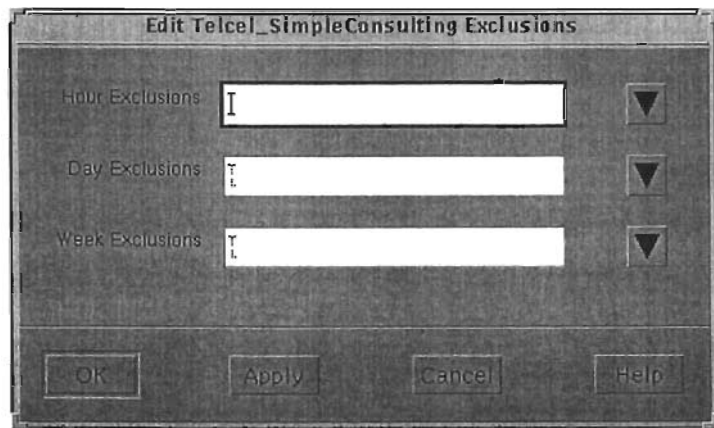 Edit Telcel_SimpleConsulting Exclusions
Hour Exclusions
Day Exclusions
Week Exclusions
OK
Apply
Cancel
Help